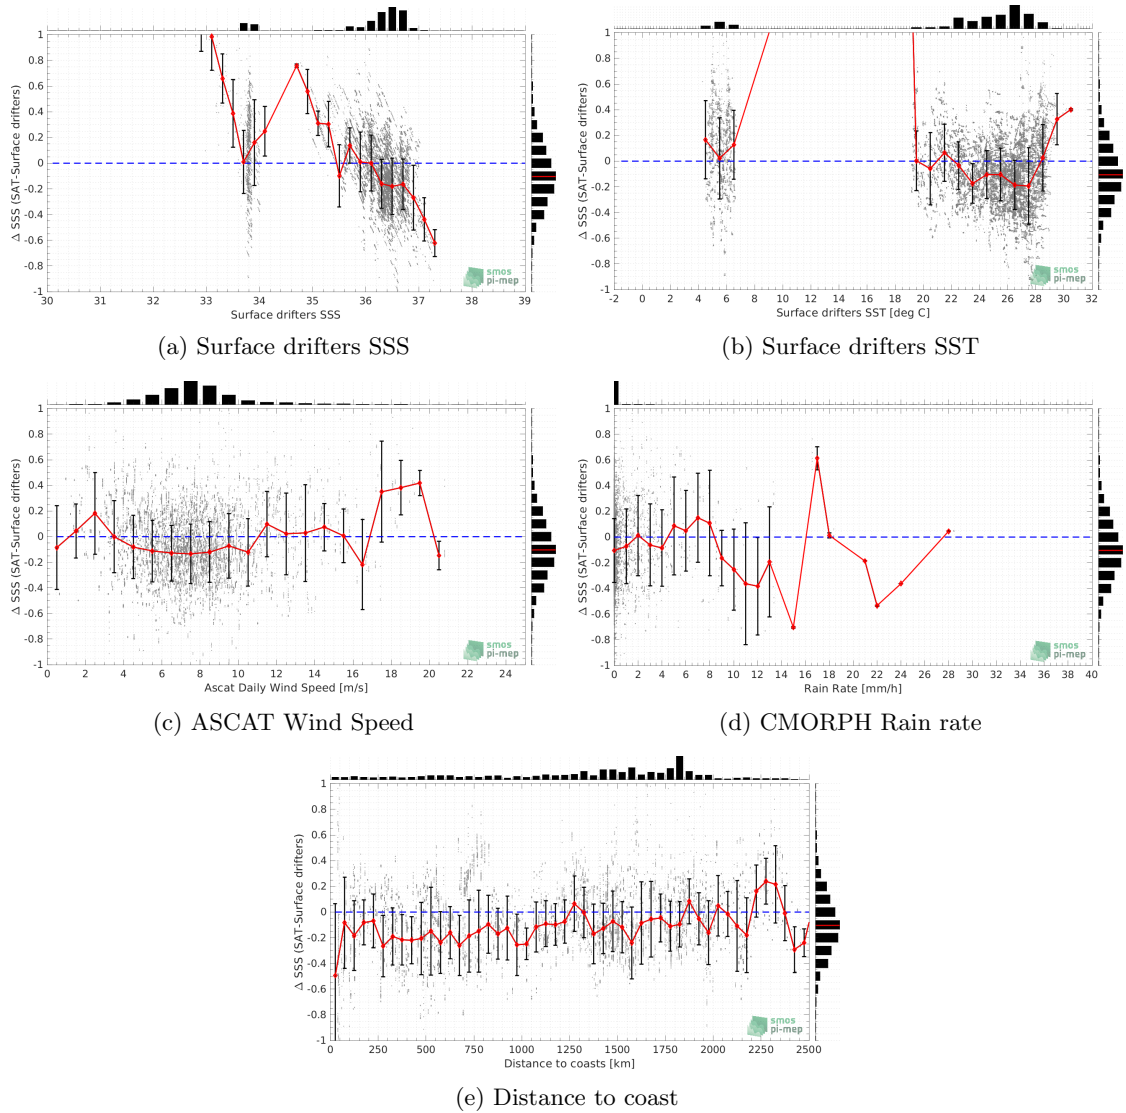 1
0.8
0.6
0.4
0.2
0
-0.2
-0.4
-0.6
-0.8
-1
Δ SSS (SAT-Surface drifters)
30 31 32 33 34 35 36 37 38 39
Surface drifters SSS
smos
pi-mep
(a) Surface drifters SSS
1
0.8
0.6
0.4
0.2
0
-0.2
-0.4
-0.6
-0.8
-1
Δ SSS (SAT-Surface drifters)
-2 0 2 4 6 8 10 12 14 16 18 20 22 24 26 28 30 32
Surface drifters SST [deg C]
smos
pi-mep
(b) Surface drifters SST
1
0.8
0.6
0.4
0.2
0
-0.2
-0.4
-0.6
-0.8
-1
Δ SSS (SAT-Surface drifters)
0 2 4 6 8 10 12 14 16 18 20 22 24
Ascat Daily Wind Speed [m/s]
smos
pi-mep
(c) ASCAT Wind Speed
1
0.8
0.6
0.4
0.2
0
-0.2
-0.4
-0.6
-0.8
-1
Δ SSS (SAT-Surface drifters)
0 2 4 6 8 10 12 14 16 18 20 22 24 26 28 30 32 34 36 38 40
Rain Rate [mm/h]
smos
pi-mep
(d) CMORPH Rain rate
1
0.8
0.6
0.4
0.2
0
-0.2
-0.4
-0.6
-0.8
-1
Δ SSS (SAT-Surface drifters)
0 250 500 750 1000 1250 1500 1750 2000 2250 2500
Distance to coasts [km]
smos
pi-mep
(e) Distance to coast